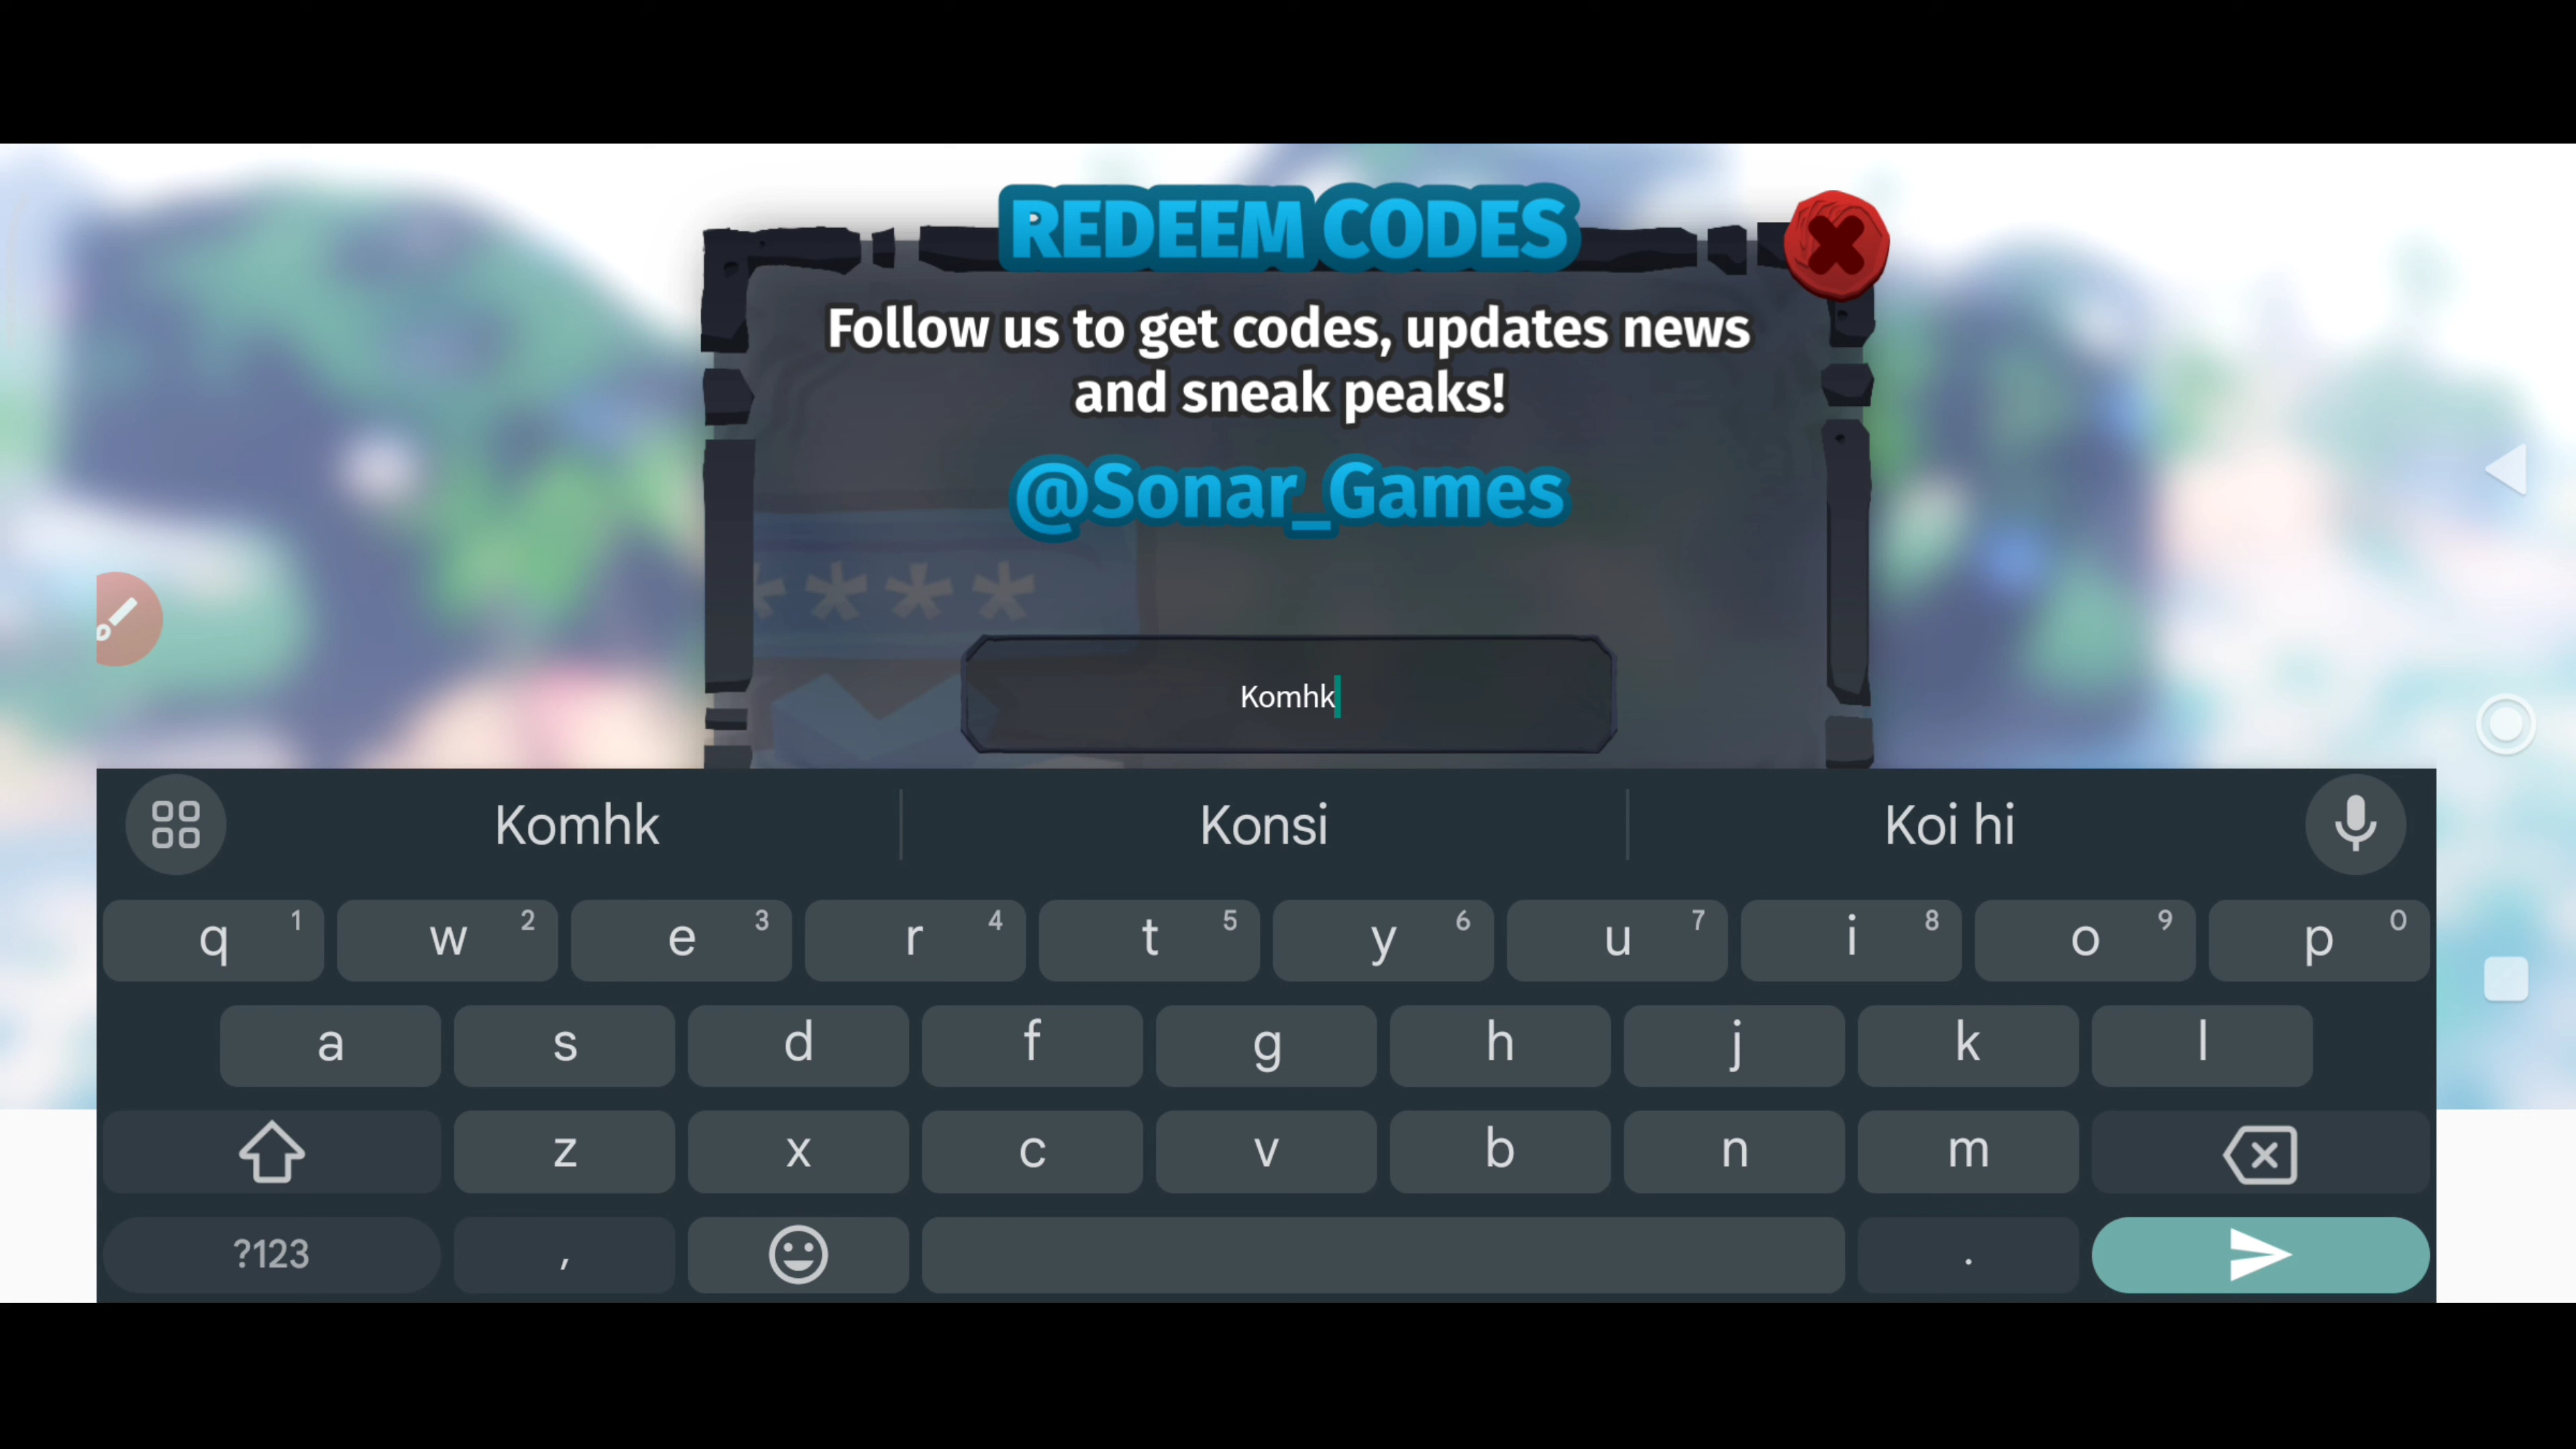 REDEEM CODES
Follow us to get codes, updates news
and sneak peaks!
@Sonar_Games
****
Komhk
Komhk Konsi Koi hi
q 1 w 2 e 3 r 4 t 5 y 6 u 7 i 8 o 9 p 0
a s d f g h j k l
z x c v b n m
?123 , .